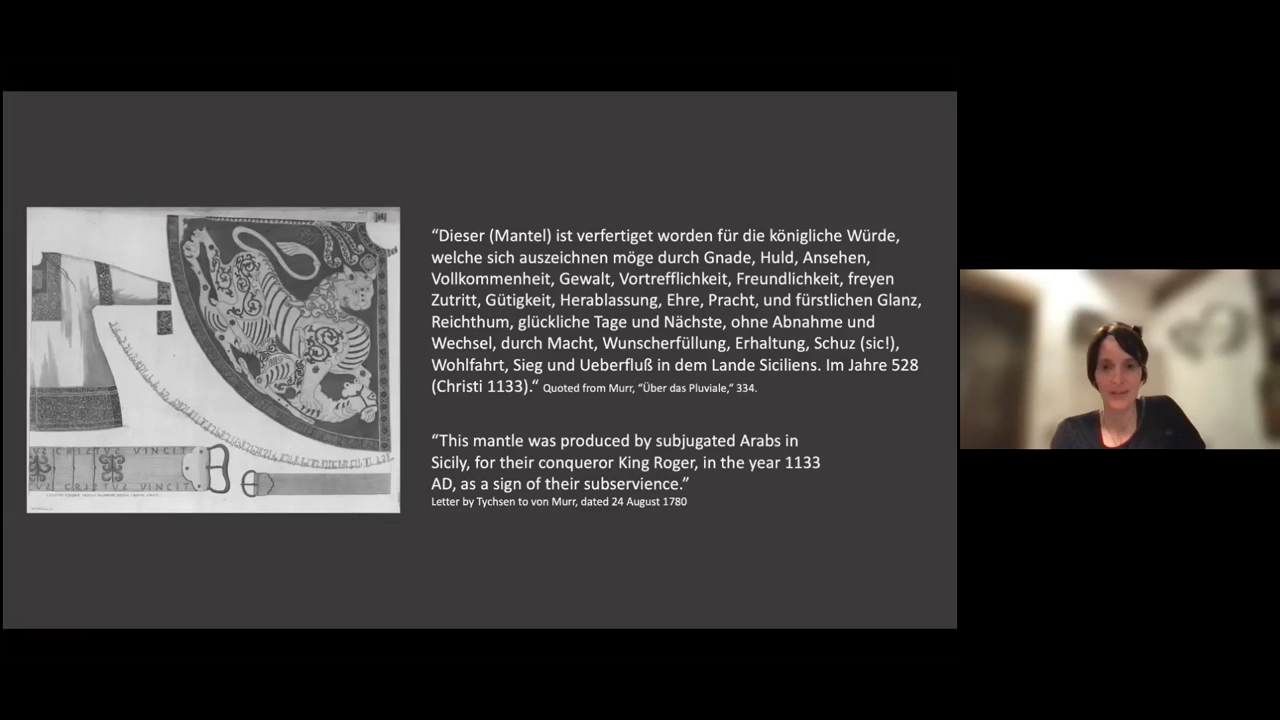 “Dieser (Mantel) ist verfertiget worden für die königliche Würde,
welche sich auszeichnen möge durch Gnade, Huld, Ansehen,
Vollkommenheit, Gewalt, Vortrefflichkeit, Freundlichkeit, freyen
Zutritt, Gütigkeit, Herablassung, Ehre, Pracht, und fürstlichen Glanz,
Reichthum, glückliche Tage und Nächste, ohne Abnahme und
Wechsel, durch Macht, Wunscherfüllung, Erhaltung, Schuz (sic!),
Wohlfahrt, Sieg und Ueberfluß in dem Lande Siciliens. Im Jahre 528
(Christi 1133).“ Quoted from Murr, “Über das Pluviale,“ 334.
“This mantle was produced by subjugated Arabs in
Sicily, for their conqueror King Roger, in the year 1133
AD, as a sign of their subservience.”
Letter by Tychsen to von Murr, dated 24 August 1780
VINCIT
VINCIT